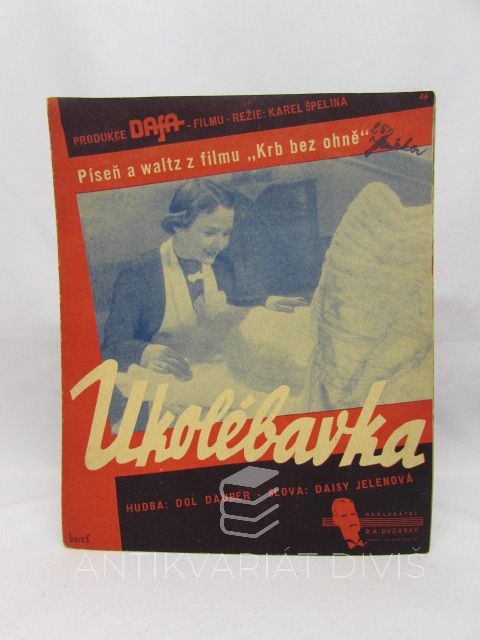 46
PRODUKCE DAFA - FILMU - REŽIE: KAREL ŠPELINA
Píseň a waltz z filmu „Krb bez ohně“
Ukolébavka
HUDBA: DOL DAUBER - SLOVA: DAISY JELENOVÁ
NAKLADATEL
R.A. DVORSKÝ
bureš
ANTIKVARIÁT DIVIŠ